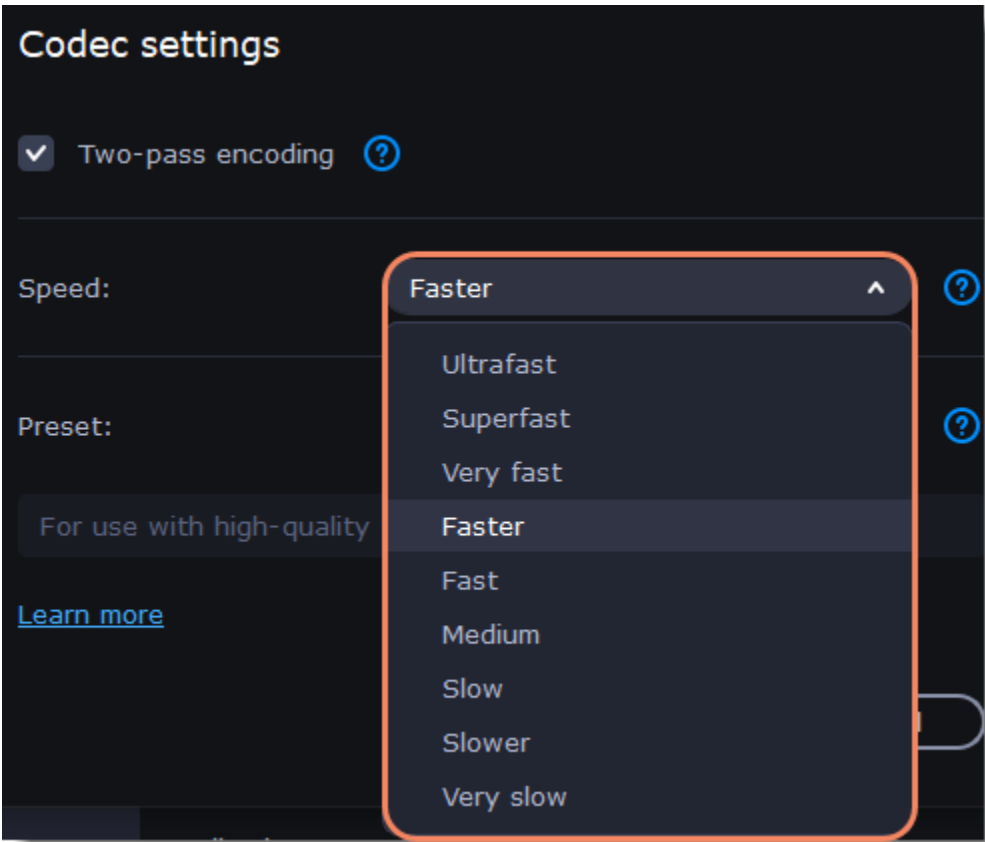 Codec settings
Two-pass encoding ?
Speed: Faster ?
Ultrafast
Superfast
Preset: ?
Very fast
For use with high-quality Faster
Fast
Learn more
Medium
Slow
Slower
Very slow